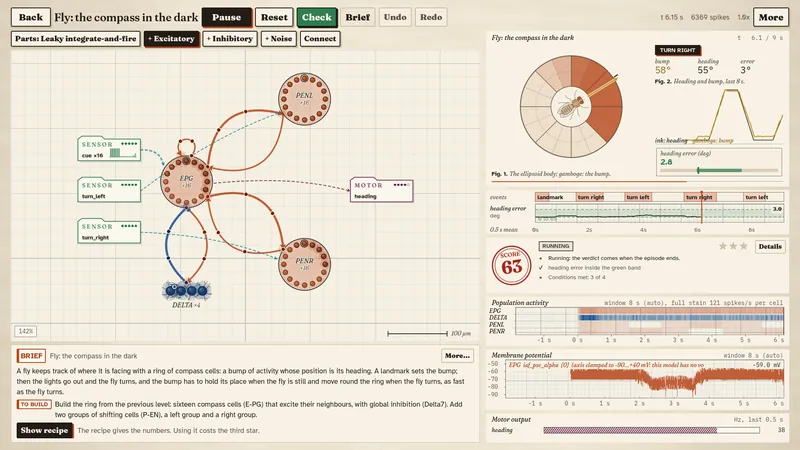 Back
Fly: the compass in the dark
Pause
Reset
Check
Brief
Undo
Redo
t 6.15 s 6369 spikes 1.0x
More
Parts: Leaky integrate-and-fire
+ Excitatory
+ Inhibitory
+ Noise
Connect
SENSOR
cue ×16
SENSOR
turn_left
SENSOR
turn_right
PENL
×16
EPG
×16
PENR
×16
DELTA ×4
MOTOR
heading
142%
100 µm
BRIEF
Fly: the compass in the dark
More...
A fly keeps track of where it is facing with a ring of compass cells: a bump of activity whose position is its heading. A landmark sets the bump;
then the lights go out and the fly turns, and the bump has to hold its place when the fly is still and move round the ring when the fly turns, as fast
as the fly turns.
TO BUILD
Build the ring from the previous level: sixteen compass cells (E-PG) that excite their neighbours, with global inhibition (Delta7). Add
two groups of shifting cells (P-EN), a left group and a right group.
Show recipe
The recipe gives the numbers. Using it costs the third star.
Fly: the compass in the dark
t 6.1 / 9 s
TURN RIGHT
bump heading error
58° 55° 3°
Fig. 2. Heading and bump, last 8 s.
ink: heading gamboge: bump
heading error (deg)
2.8
Fig. 1. The ellipsoid body; gamboge: the bump.
events
landmark
turn right
turn left
turn right
turn left
heading error
deg
3.0
0.5 s mean
0s 2s 4s 6s 8s
SCORE
63
RUNNING
Details
Running: the verdict comes when the episode ends.
✓ heading error inside the green band
Conditions met: 3 of 4
Population activity
window 8 s (auto), full stain 121 spikes/s per cell
EPG
DELTA
PENL
PENR
-1 s 0 s 1 s 2 s 3 s 4 s 5 s 6 s
Membrane potential
window 8 s (auto)
-50
-60
-70
-80
-90
-59.0 mV
-1 s 0 s 1 s 2 s 3 s 4 s 5 s 6 s
Motor output
Hz, last 0.5 s
heading
38